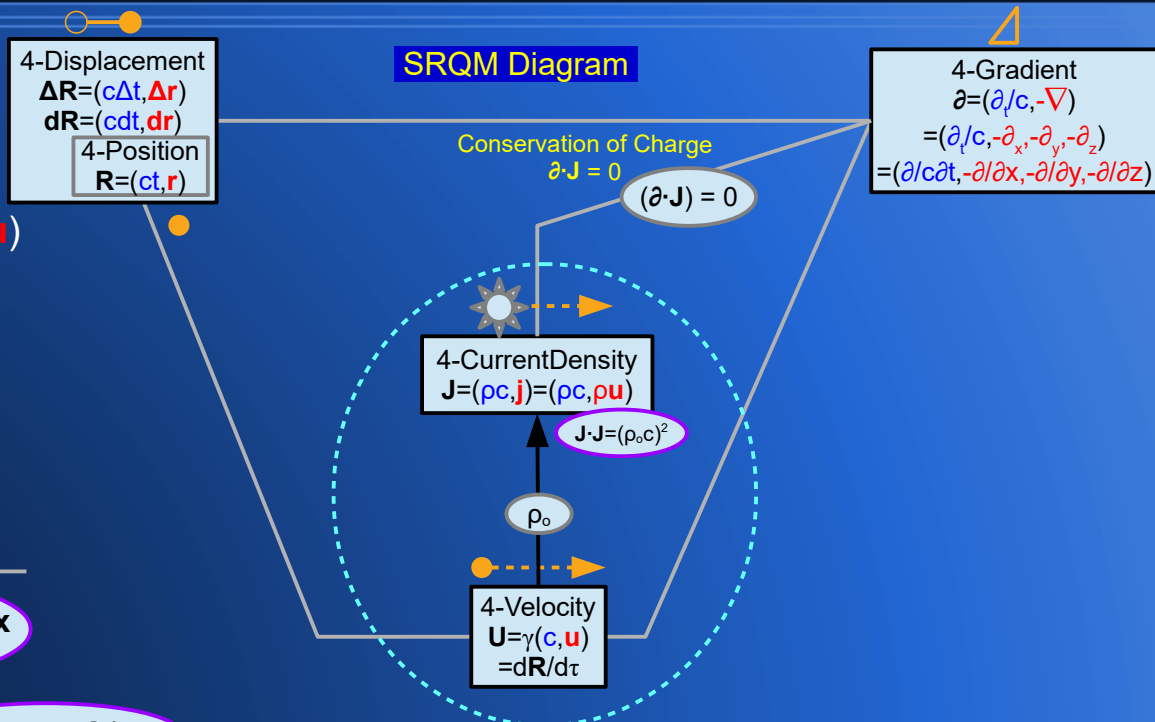 SRQM Diagram
4-Displacement
ΔR=(cΔt,Δr)
dR=(cdt,dr)
4-Position
R=(ct,r)
4-Gradient
∂=(∂ₜ/c,-∇)
=(∂ₜ/c,-∂ₓ,-∂ᵧ,-∂_z)
=(∂/c∂t,-∂/∂x,-∂/∂y,-∂/∂z)
Conservation of Charge
∂·J = 0
(∂·J) = 0
u)
4-CurrentDensity
J=(ρc,j)=(ρc,ρu)
J·J=(ρₒc)²
ρₒ
4-Velocity
U=γ(c,u)
=dR/dτ
x